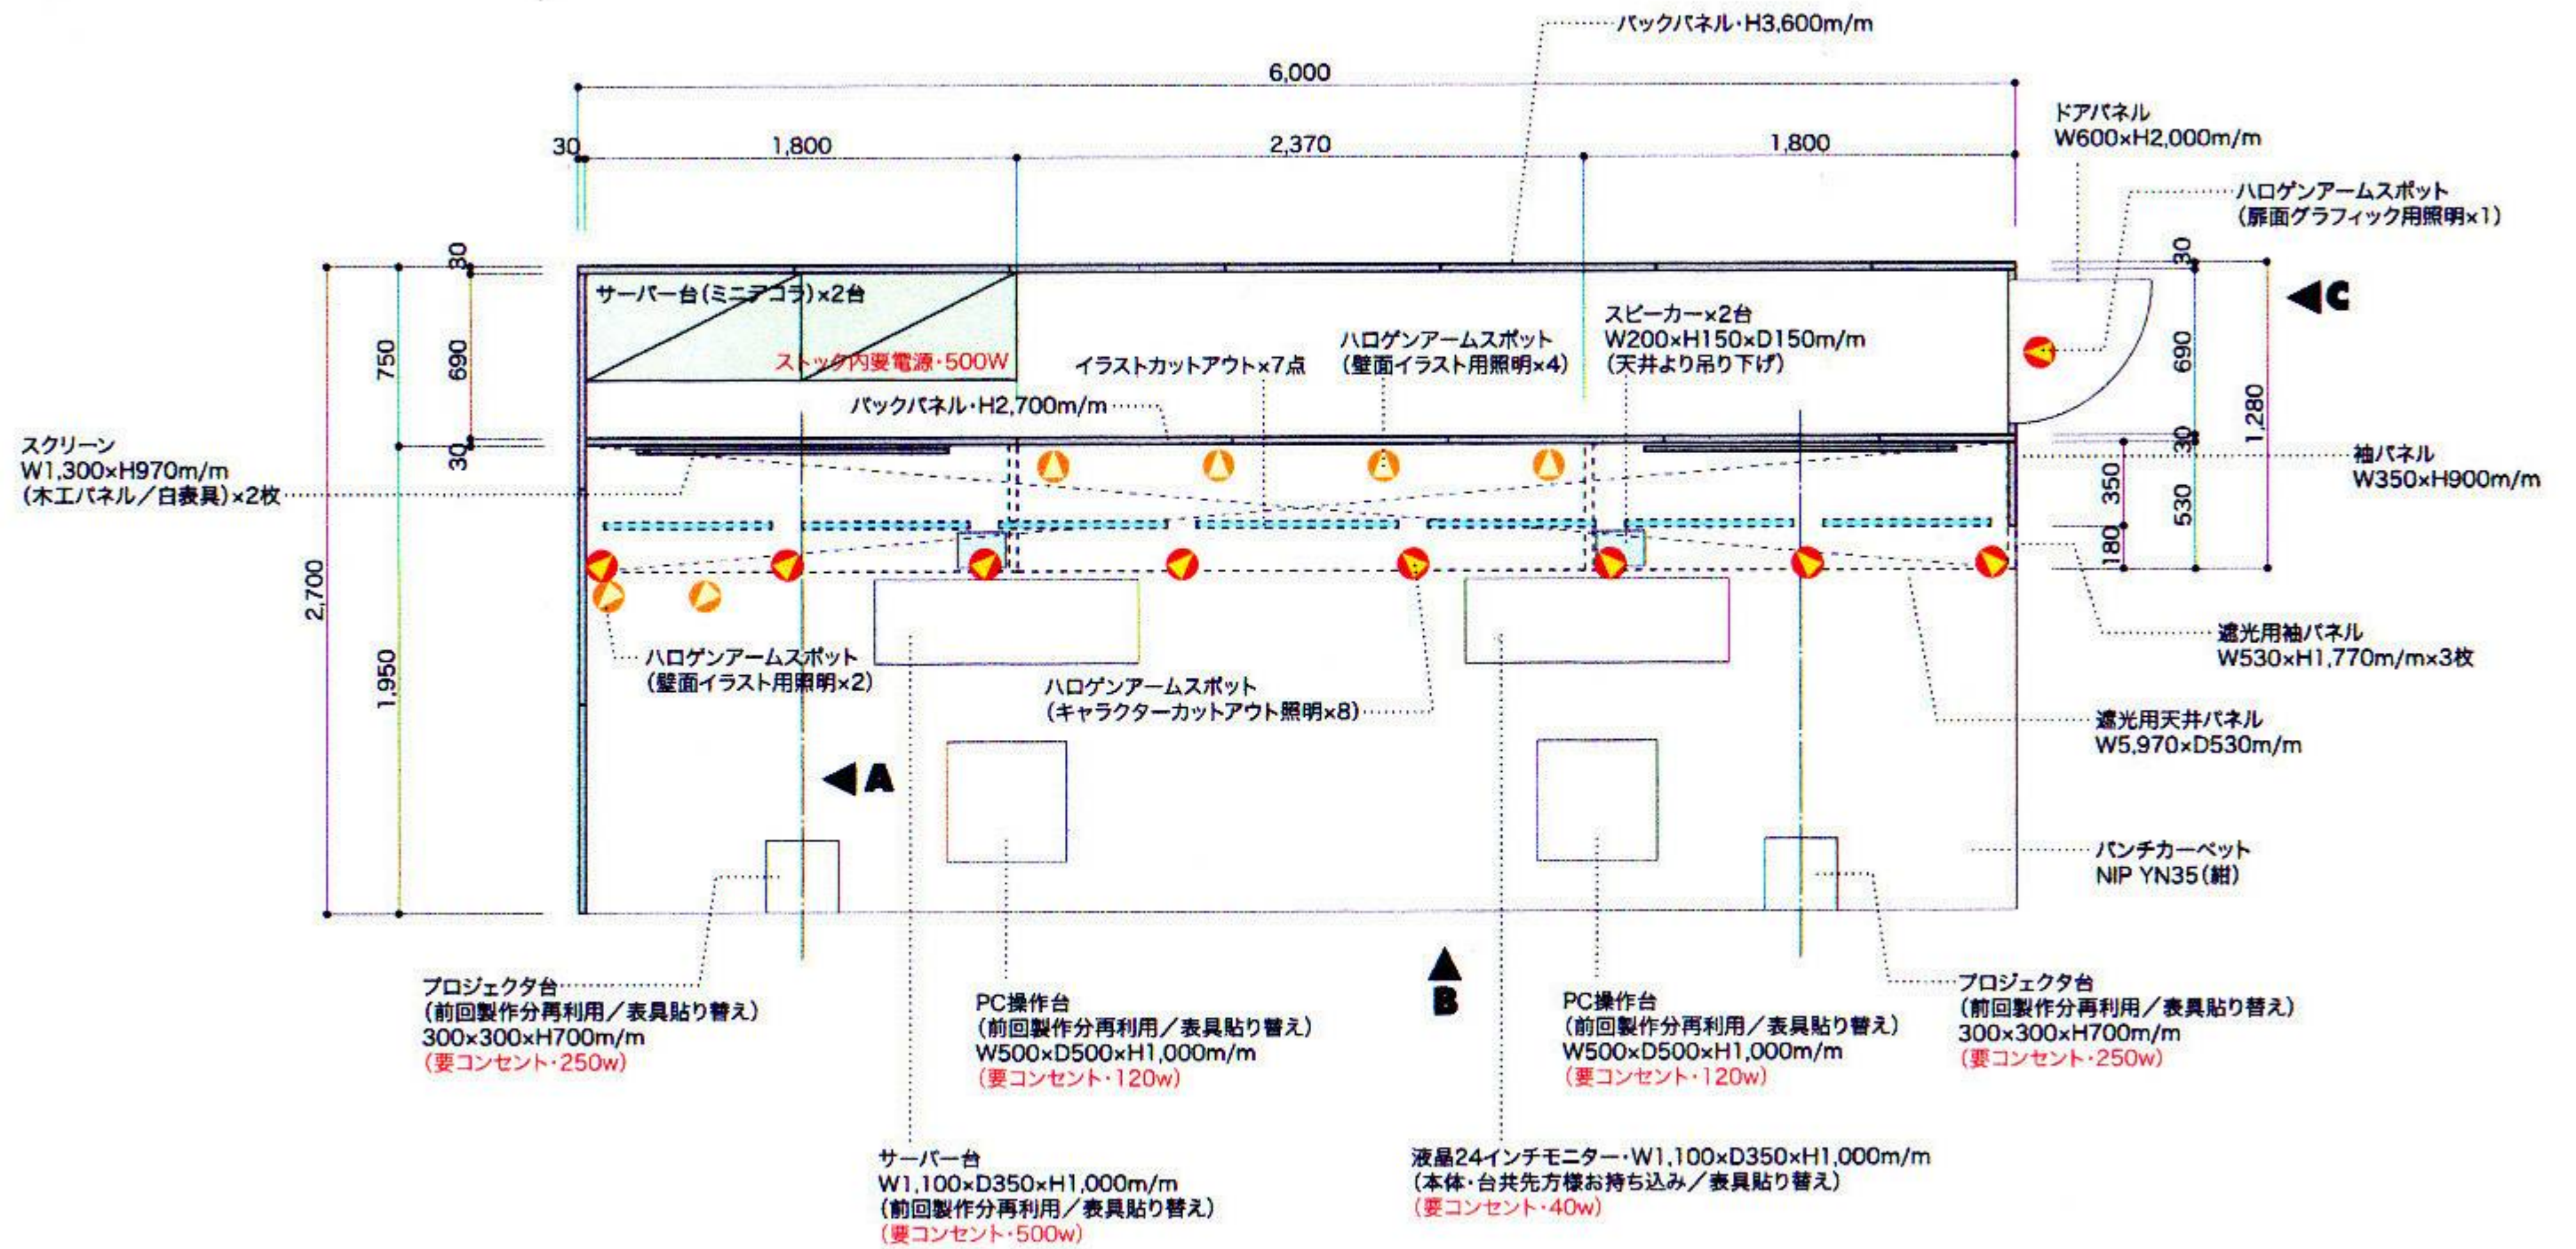 バックパネル・H3,600m/m
6,000
30
1,800
2,370
1,800
ドアパネル
W600×H2,000m/m
ハロゲンアームスポット
（扉面グラフィック用照明×1）
30
750
690
30
2,700
1,950
サーバー台(ミニアコラ)×2台
ストック内要電源・500W
バックパネル・H2,700m/m
イラストカットアウト×7点
ハロゲンアームスポット
（壁面イラスト用照明×4）
スピーカー×2台
W200×H150×D150m/m
（天井より吊り下げ）
30
690
30
530
1,280
350
180
C
スクリーン
W1,300×H970m/m
（木工パネル／白表具）×2枚
袖パネル
W350×H900m/m
ハロゲンアームスポット
（壁面イラスト用照明×2）
ハロゲンアームスポット
（キャラクターカットアウト照明×8）
遮光用袖パネル
W530×H1,770m/m×3枚
遮光用天井パネル
W5,970×D530m/m
A
パンチカーペット
NIP YN35（紺）
B
プロジェクタ台
（前回製作分再利用／表具貼り替え）
300×300×H700m/m
（要コンセント・250w）
PC操作台
（前回製作分再利用／表具貼り替え）
W500×D500×H1,000m/m
（要コンセント・120w）
PC操作台
（前回製作分再利用／表具貼り替え）
W500×D500×H1,000m/m
（要コンセント・120w）
プロジェクタ台
（前回製作分再利用／表具貼り替え）
300×300×H700m/m
（要コンセント・250w）
サーバー台
W1,100×D350×H1,000m/m
（前回製作分再利用／表具貼り替え）
（要コンセント・500w）
液晶24インチモニター・W1,100×D350×H1,000m/m
（本体・台共先方様お持ち込み／表具貼り替え）
（要コンセント・40w）